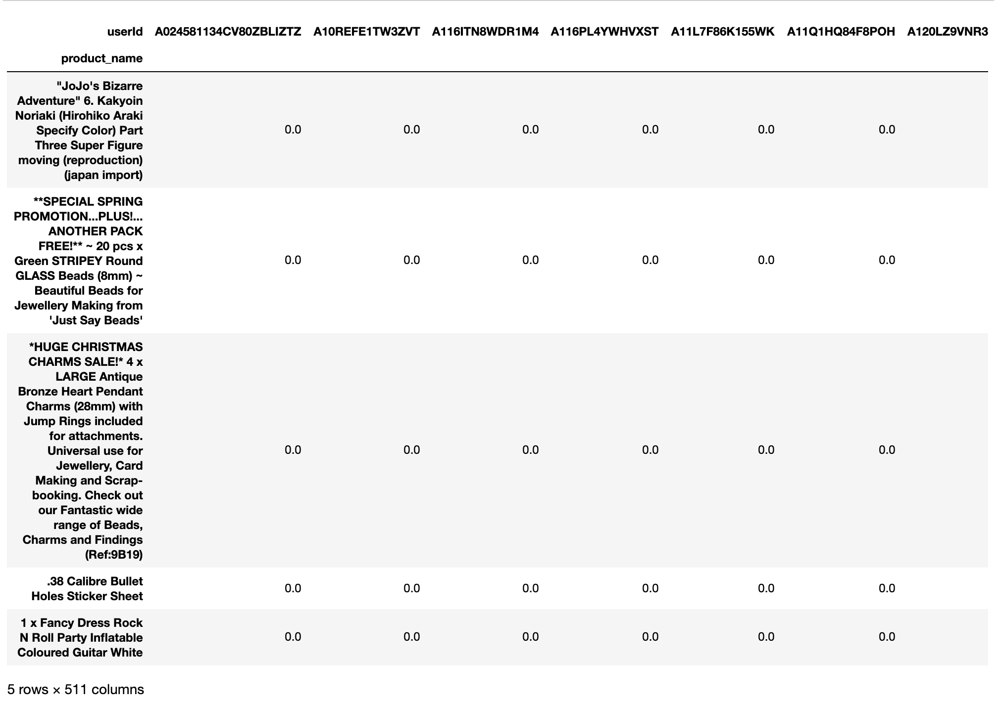 userId A024581134CV80ZBLIZTZ A10REFE1TW3ZVT A116ITN8WDR1M4 A116PL4YWHVXST A11L7F86K155WK A11Q1HQ84F8POH A120LZ9VNR3
product_name
"JoJo's Bizarre
Adventure" 6. Kakyoin
Noriaki (Hirohiko Araki
Specify Color) Part
Three Super Figure
moving (reproduction)
(japan import)
0.0 0.0 0.0 0.0 0.0 0.0
**SPECIAL SPRING
PROMOTION...PLUS!...
ANOTHER PACK
FREE!** ~ 20 pcs x
Green STRIPEY Round
GLASS Beads (8mm) ~
Beautiful Beads for
Jewellery Making from
'Just Say Beads'
0.0 0.0 0.0 0.0 0.0 0.0
*HUGE CHRISTMAS
CHARMS SALE!* 4 x
LARGE Antique
Bronze Heart Pendant
Charms (28mm) with
Jump Rings included
for attachments.
Universal use for
Jewellery, Card
Making and Scrap-
booking. Check out
our Fantastic wide
range of Beads,
Charms and Findings
(Ref:9B19)
0.0 0.0 0.0 0.0 0.0 0.0
.38 Calibre Bullet
Holes Sticker Sheet
0.0 0.0 0.0 0.0 0.0 0.0
1 x Fancy Dress Rock
N Roll Party Inflatable
Coloured Guitar White
0.0 0.0 0.0 0.0 0.0 0.0
5 rows × 511 columns